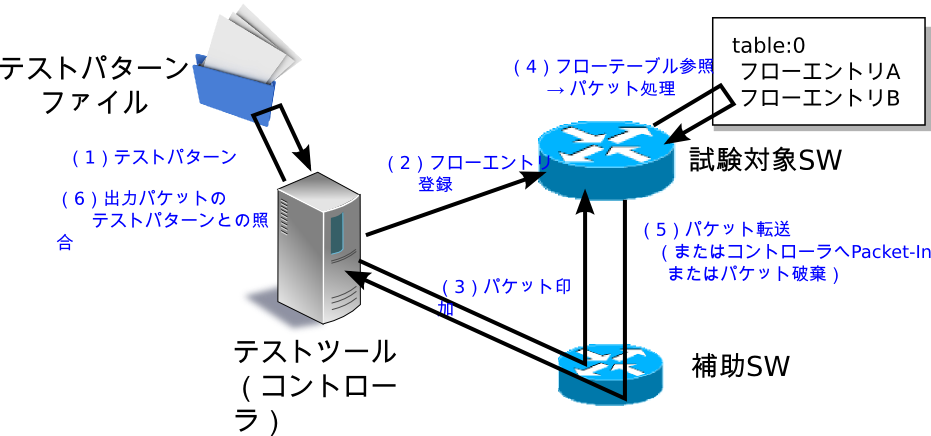 テストパターン
ファイル
(1)テストパターン
(6)出力パケットの
テストパターンとの照
合
(2)フローエントリ
登録
(3)パケット印
加
テストツール
(コントロー
ラ)
(4)フローテーブル参照
→パケット処理
table:0
フローエントリA
フローエントリB
試験対象SW
(5)パケット転送
(またはコントローラへPacket-In
またはパケット破棄)
補助SW